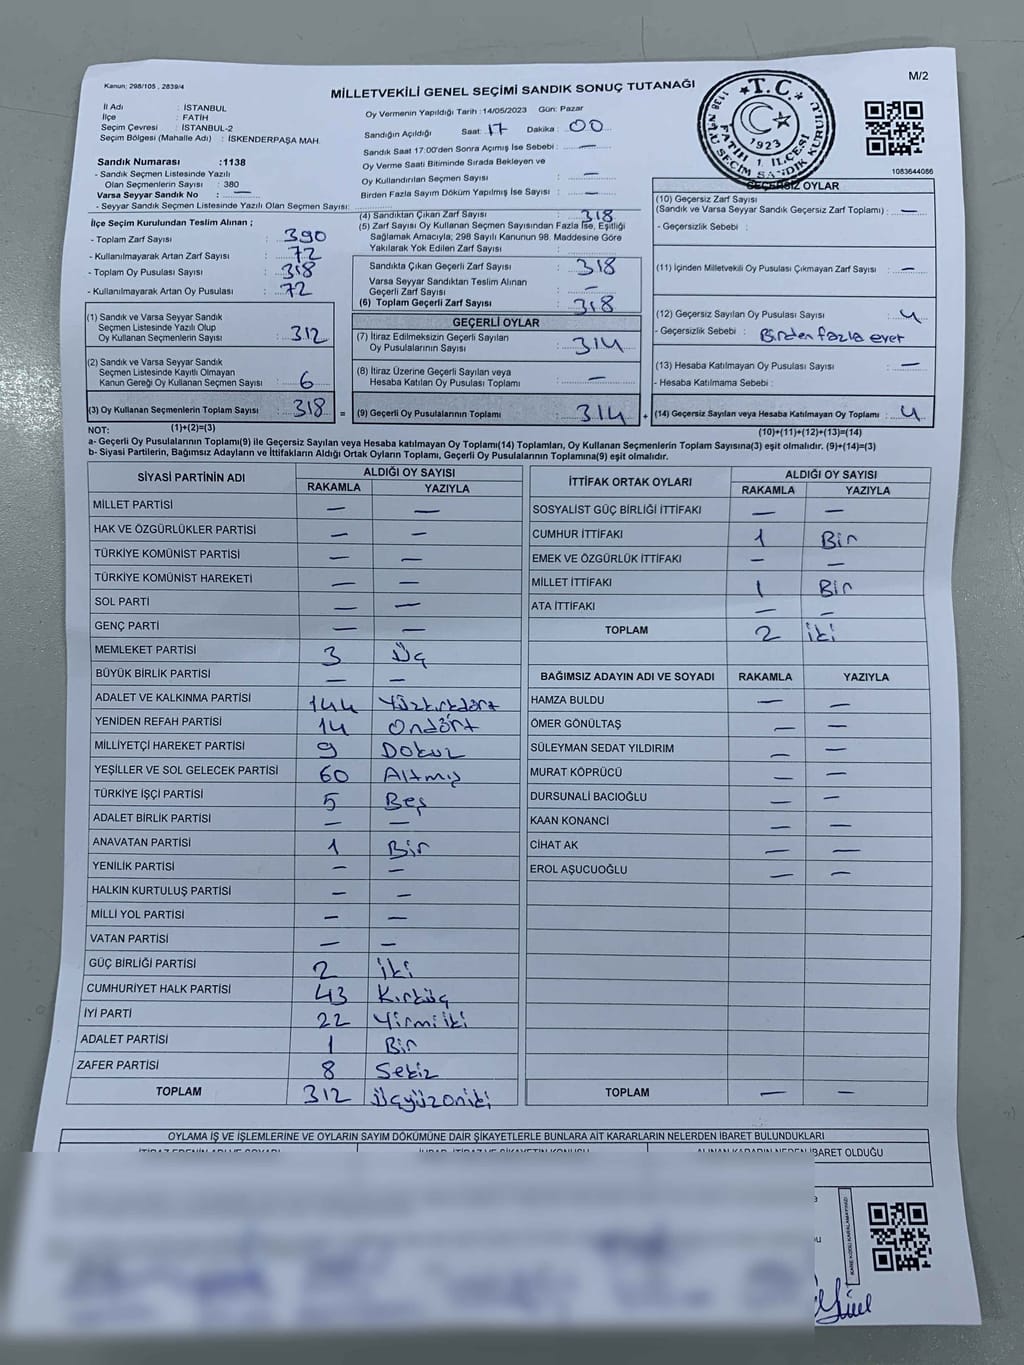 Kanun; 298/105 , 2839/4
M/2
MİLLETVEKİLİ GENEL SEÇİMİ SANDIK SONUÇ TUTANAĞI
T.C.
1923
FATİH 1. İLÇESİ
1083644086
İl Adı : İSTANBUL
İlçe : FATİH
Seçim Çevresi : İSTANBUL-2
Seçim Bölgesi (Mahalle Adı) : İSKENDERPAŞA MAH.
Sandık Numarası :1138
- Sandık Seçmen Listesinde Yazılı
Olan Seçmenlerin Sayısı : 380
Varsa Seyyar Sandık No : —
- Seyyar Sandık Seçmen Listesinde Yazılı Olan Seçmen Sayısı:
Oy Vermenin Yapıldığı Tarih : 14/05/2023 Gün: Pazar
Sandığın Açıldığı Saat: 17 Dakika : 00
Sandık Saat 17:00'den Sonra Açılmış İse Sebebi : —
Oy Verme Saati Bitiminde Sırada Bekleyen ve
Oy Kullandırılan Seçmen Sayısı : —
Birden Fazla Sayım Döküm Yapılmış İse Sayısı : —
İlçe Seçim Kurulundan Teslim Alınan ;
- Toplam Zarf Sayısı : 390
- Kullanılmayarak Artan Zarf Sayısı : 72
- Toplam Oy Pusulası Sayısı : 318
- Kullanılmayarak Artan Oy Pusulası : 72
(1) Sandık ve Varsa Seyyar Sandık
Seçmen Listesinde Yazılı Olup
Oy Kullanan Seçmenlerin Sayısı : 312
(2) Sandık ve Varsa Seyyar Sandık
Seçmen Listesinde Kayıtlı Olmayan
Kanun Gereği Oy Kullanan Seçmen Sayısı : 6
(3) Oy Kullanan Seçmenlerin Toplam Sayısı : 318 =
(4) Sandıktan Çıkan Zarf Sayısı : 318
(5) Zarf Sayısı Oy Kullanan Seçmen Sayısından Fazla İse, Eşitliği
Sağlamak Amacıyla; 298 Sayılı Kanunun 98. Maddesine Göre
Yakılarak Yok Edilen Zarf Sayısı :
Sandıkta Çıkan Geçerli Zarf Sayısı : 318
Varsa Seyyar Sandıktan Teslim Alınan
Geçerli Zarf Sayısı : —
(6) Toplam Geçerli Zarf Sayısı : 318
GEÇERLİ OYLAR
(7) İtiraz Edilmeksizin Geçerli Sayılan
Oy Pusulalarının Sayısı : 314
(8) İtiraz Üzerine Geçerli Sayılan veya
Hesaba Katılan Oy Pusulası Toplamı : —
(9) Geçerli Oy Pusulalarının Toplamı : 314 +
GEÇERSİZ OYLAR
(10) Geçersiz Zarf Sayısı
(Sandık ve Varsa Seyyar Sandık Geçersiz Zarf Toplamı) : —
- Geçersizlik Sebebi :
(11) İçinden Milletvekili Oy Pusulası Çıkmayan Zarf Sayısı : —
(12) Geçersiz Sayılan Oy Pusulası Sayısı : 4
- Geçersizlik Sebebi : Birden fazla evet
(13) Hesaba Katılmayan Oy Pusulası Sayısı : —
- Hesaba Katılmama Sebebi :
(14) Geçersiz Sayılan veya Hesaba Katılmayan Oy Toplamı : 4
NOT: (1)+(2)=(3)
(10)+(11)+(12)+(13)=(14)
a- Geçerli Oy Pusulalarının Toplamı(9) ile Geçersiz Sayılan veya Hesaba katılmayan Oy Toplamı(14) Toplamları, Oy Kullanan Seçmenlerin Toplam Sayısına(3) eşit olmalıdır. (9)+(14)=(3)
b- Siyasi Partilerin, Bağımsız Adayların ve İttifakların Aldığı Ortak Oyların Toplamı, Geçerli Oy Pusulalarının Toplamına(9) eşit olmalıdır.
SİYASİ PARTİNİN ADI ALDIĞI OY SAYISI
RAKAMLA YAZIYLA
MİLLET PARTİSİ — —
HAK VE ÖZGÜRLÜKLER PARTİSİ — —
TÜRKİYE KOMÜNİST PARTİSİ — —
TÜRKİYE KOMÜNİST HAREKETİ — —
SOL PARTİ — —
GENÇ PARTİ — —
MEMLEKET PARTİSİ 3 Üç
BÜYÜK BİRLİK PARTİSİ — —
ADALET VE KALKINMA PARTİSİ 144 Yüzkırkdört
YENİDEN REFAH PARTİSİ 14 Ondört
MİLLİYETÇİ HAREKET PARTİSİ 9 Dokuz
YEŞİLLER VE SOL GELECEK PARTİSİ 60 Altmış
TÜRKİYE İŞÇİ PARTİSİ 5 Beş
ADALET BİRLİK PARTİSİ — —
ANAVATAN PARTİSİ 1 Bir
YENİLİK PARTİSİ — —
HALKIN KURTULUŞ PARTİSİ — —
MİLLİ YOL PARTİSİ — —
VATAN PARTİSİ — —
GÜÇ BİRLİĞİ PARTİSİ 2 İki
CUMHURİYET HALK PARTİSİ 43 Kırküç
İYİ PARTİ 22 Yirmiiki
ADALET PARTİSİ 1 Bir
ZAFER PARTİSİ 8 Sekiz
TOPLAM 312 Üçyüzoniki
İTTİFAK ORTAK OYLARI ALDIĞI OY SAYISI
RAKAMLA YAZIYLA
SOSYALİST GÜÇ BİRLİĞİ İTTİFAKI — —
CUMHUR İTTİFAKI 1 Bir
EMEK VE ÖZGÜRLÜK İTTİFAKI — —
MİLLET İTTİFAKI 1 Bir
ATA İTTİFAKI — —
TOPLAM 2 İki
BAĞIMSIZ ADAYIN ADI VE SOYADI RAKAMLA YAZIYLA
HAMZA BULDU — —
ÖMER GÖNÜLTAŞ — —
SÜLEYMAN SEDAT YILDIRIM — —
MURAT KÖPRÜCÜ — —
DURSUNALİ BACIOĞLU — —
KAAN KONANCİ — —
CİHAT AK — —
EROL AŞUCUOĞLU — —
TOPLAM — —
OYLAMA İŞ VE İŞLEMLERİNE VE OYLARIN SAYIM DÖKÜMÜNE DAİR ŞİKAYETLERLE BUNLARA AİT KARARLARIN NELERDEN İBARET BULUNDUKLARI
ALINAN KARARIN NEDEN İBARET OLDUĞU